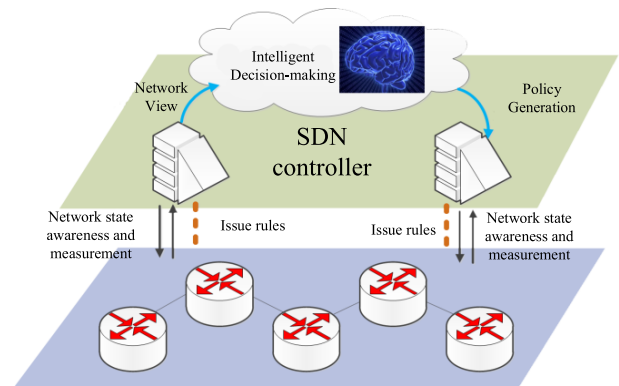 Intelligent
Decision-making
Network
View
Policy
Generation
SDN
controller
Network state
awareness and
measurement
Issue rules
Issue rules
Network state
awareness and
measurement